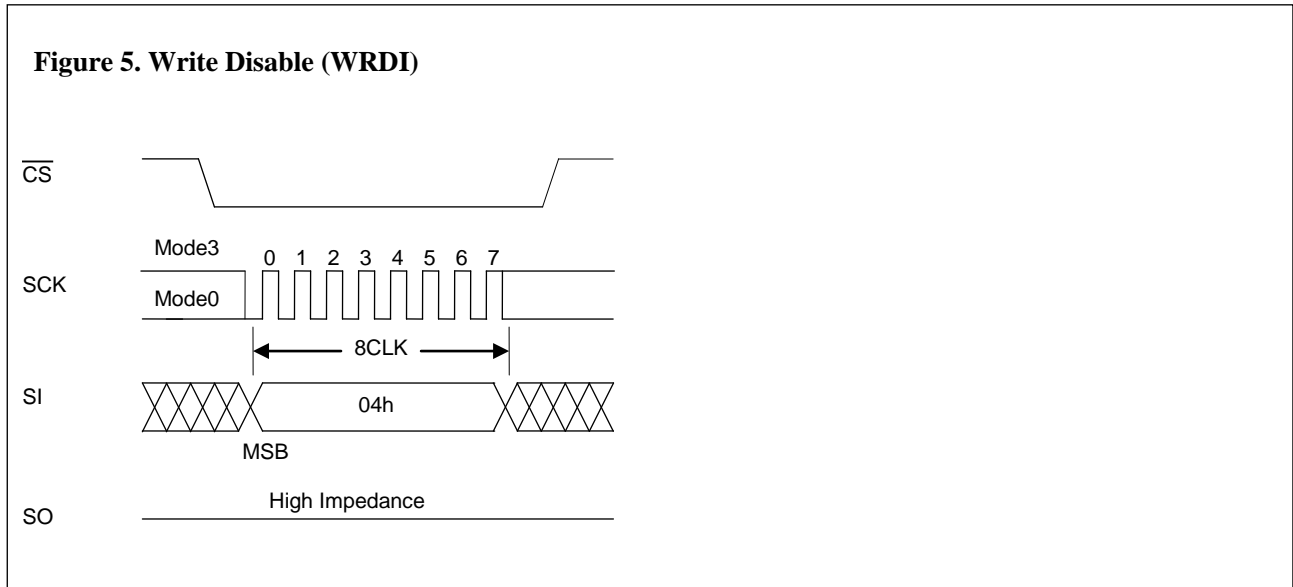 Figure 5. Write Disable (WRDI)
CS
Mode3
0 1 2 3 4 5 6 7
SCK
Mode0
8CLK
SI
04h
MSB
High Impedance
SO